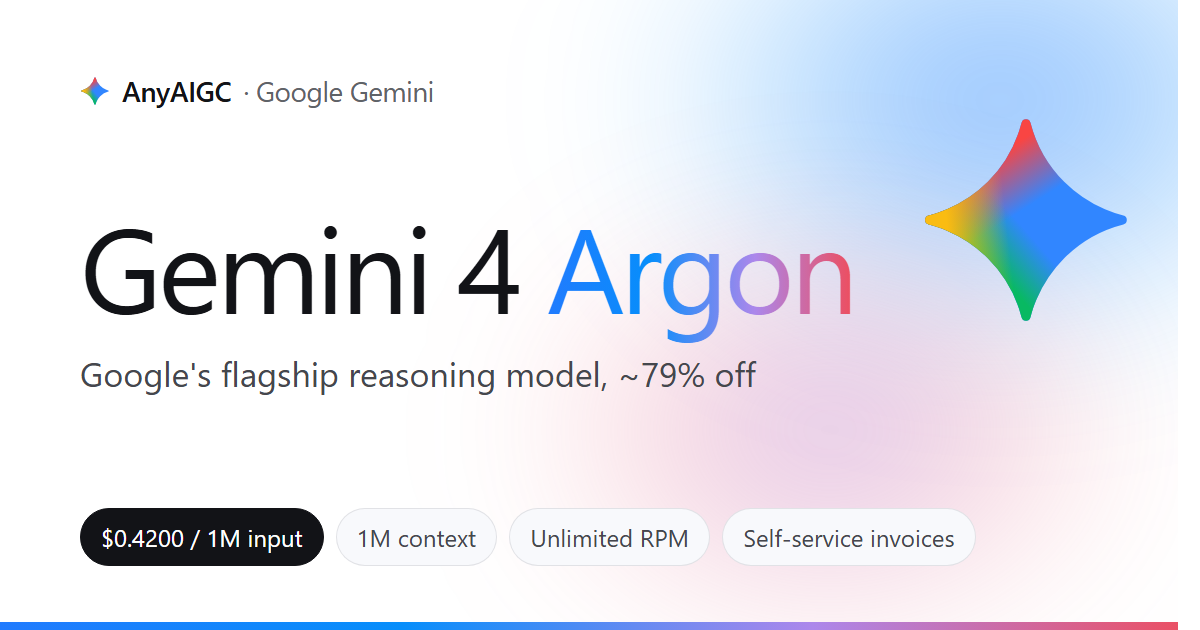 AnyAIGC · Google Gemini
Gemini 4 Argon
Google's flagship reasoning model, ~79% off
$0.4200 / 1M input
1M context
Unlimited RPM
Self-service invoices